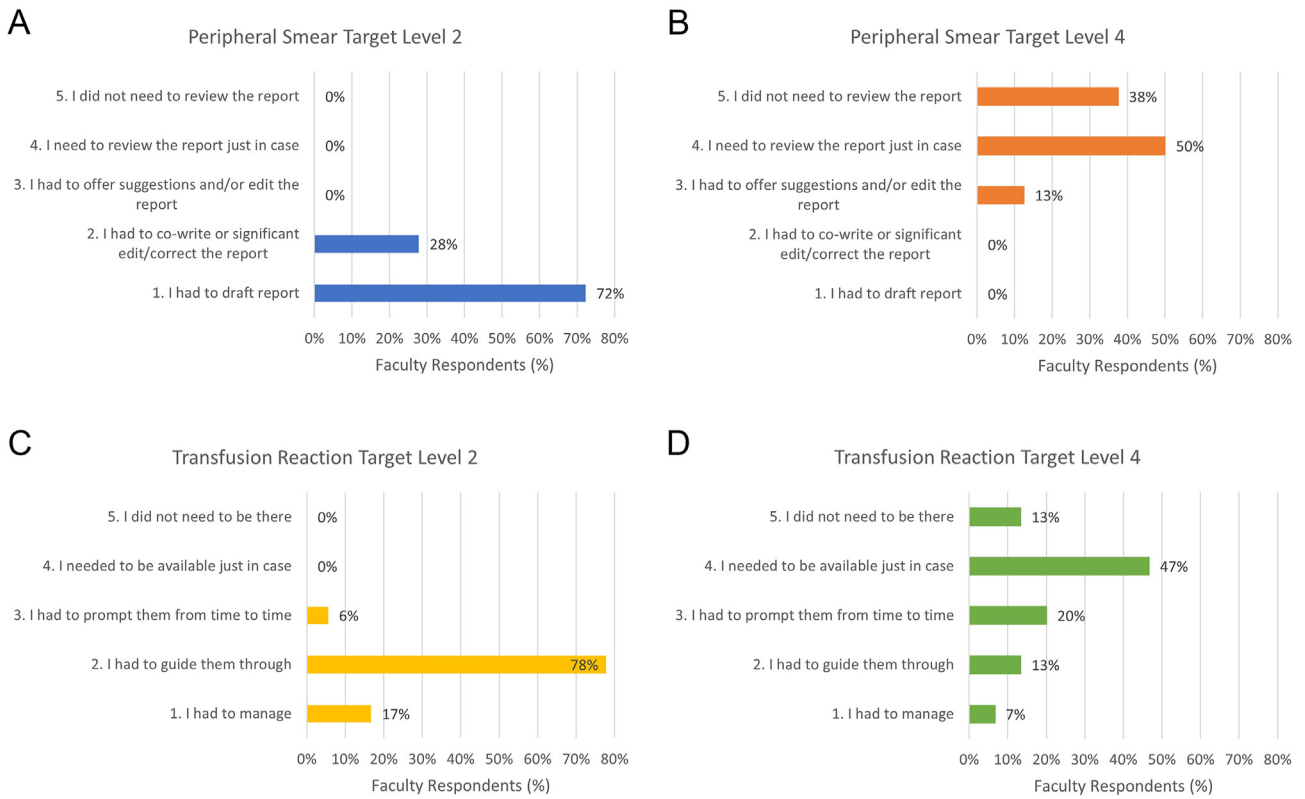 A
Peripheral Smear Target Level 2
5. I did not need to review the report
0%
4. I need to review the report just in case
0%
3. I had to offer suggestions and/or edit the
report
0%
2. I had to co-write or significant
edit/correct the report
28%
1. I had to draft report
72%
0% 10% 20% 30% 40% 50% 60% 70% 80%
Faculty Respondents (%)
B
Peripheral Smear Target Level 4
5. I did not need to review the report
38%
4. I need to review the report just in case
50%
3. I had to offer suggestions and/or edit the
report
13%
2. I had to co-write or significant
edit/correct the report
0%
1. I had to draft report
0%
0% 10% 20% 30% 40% 50% 60% 70% 80%
Faculty Respondents (%)
C
Transfusion Reaction Target Level 2
5. I did not need to be there
0%
4. I needed to be available just in case
0%
3. I had to prompt them from time to time
6%
2. I had to guide them through
78%
1. I had to manage
17%
0% 10% 20% 30% 40% 50% 60% 70% 80%
Faculty Respondents (%)
D
Transfusion Reaction Target Level 4
5. I did not need to be there
13%
4. I needed to be available just in case
47%
3. I had to prompt them from time to time
20%
2. I had to guide them through
13%
1. I had to manage
7%
0% 10% 20% 30% 40% 50% 60% 70% 80%
Faculty Respondents (%)